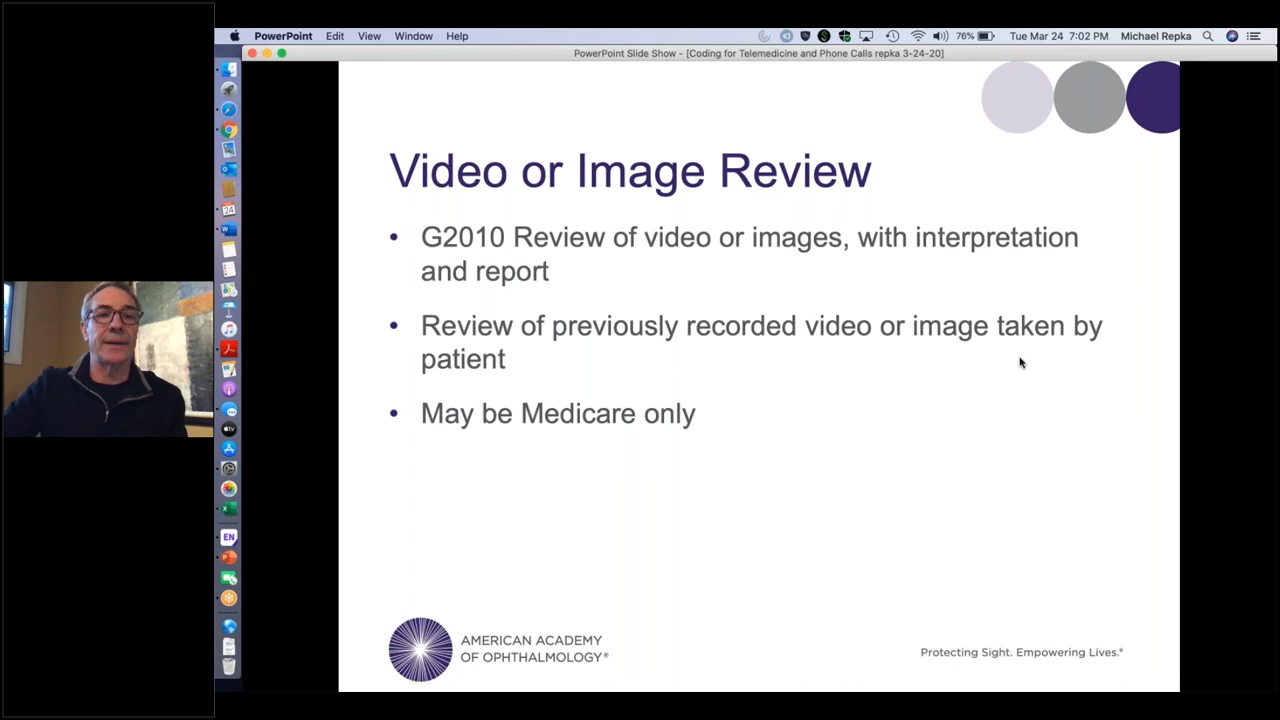 PowerPoint Edit View Window Help 76% Tue Mar 24 7:02 PM Michael Repka
PowerPoint Slide Show - [Coding for Telemedicine and Phone Calls repka 3-24-20]
Video or Image Review
• G2010 Review of video or images, with interpretation
and report
• Review of previously recorded video or image taken by
patient
• May be Medicare only
24
EN
tv
AMERICAN ACADEMY
OF OPHTHALMOLOGY®
Protecting Sight. Empowering Lives.®